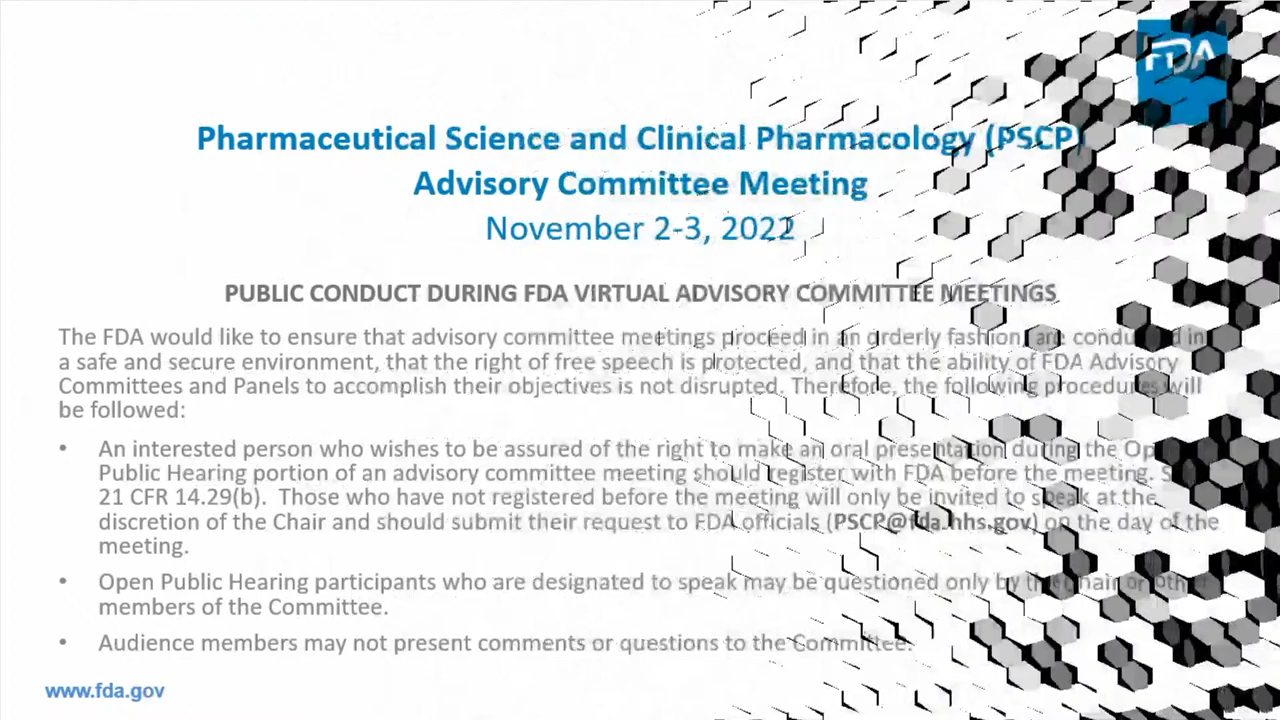 FDA
Pharmaceutical Science and Clinical Pharmacology (PSCP)
Advisory Committee Meeting
November 2-3, 2022
PUBLIC CONDUCT DURING FDA VIRTUAL ADVISORY COMMITTEE MEETINGS
The FDA would like to ensure that advisory committee meetings proceed in an orderly fashion, are conducted in
a safe and secure environment, that the right of free speech is protected, and that the ability of FDA Advisory
Committees and Panels to accomplish their objectives is not disrupted. Therefore, the following procedures will
be followed:
• An interested person who wishes to be assured of the right to make an oral presentation during the Open
Public Hearing portion of an advisory committee meeting should register with FDA before the meeting.
21 CFR 14.29(b). Those who have not registered before the meeting will only be invited to speak at the
discretion of the Chair and should submit their request to FDA officials (PSCP@fda.hhs.gov) on the day of the
meeting.
• Open Public Hearing participants who are designated to speak may be questioned only by the Chair or other
members of the Committee.
• Audience members may not present comments or questions to the Committee.
www.fda.gov